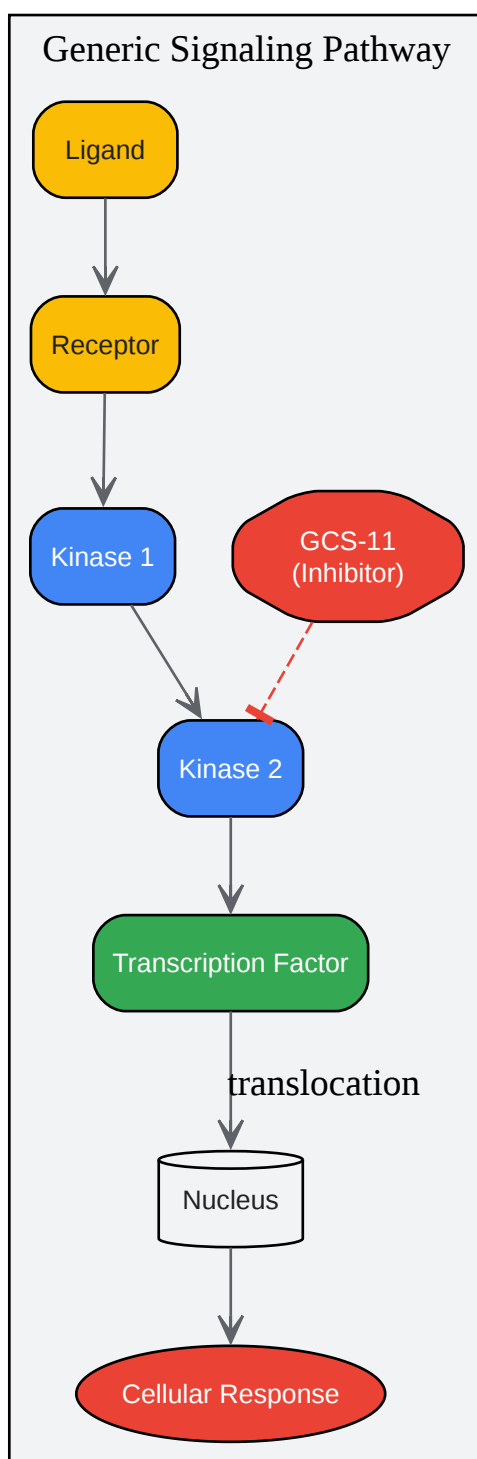 Generic Signaling Pathway
Ligand
Receptor
Kinase 1
GCS-11
(Inhibitor)
Kinase 2
Transcription Factor
translocation
Nucleus
Cellular Response